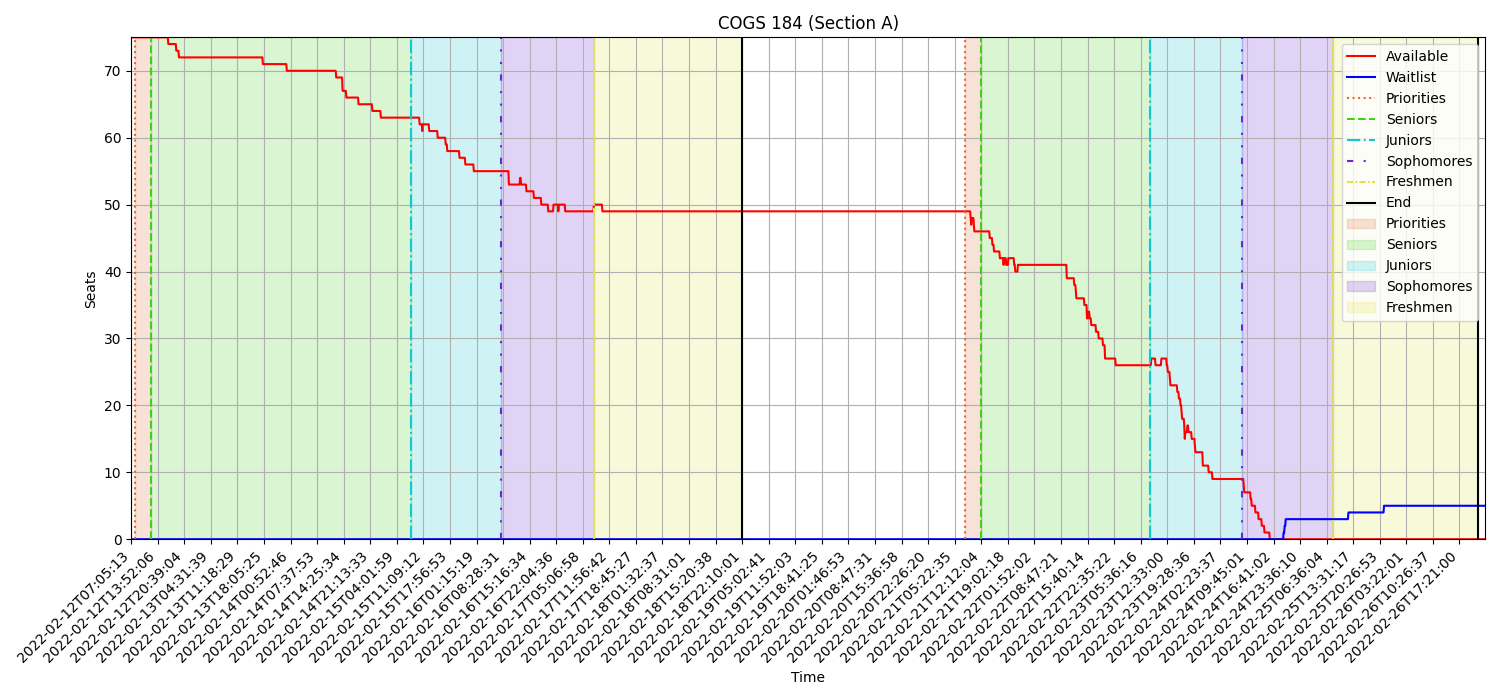 COGS 184 (Section A)
Seats
70
60
50
40
30
20
10
0
Available
Waitlist
Priorities
Seniors
Juniors
Sophomores
Freshmen
End
Priorities
Seniors
Juniors
Sophomores
Freshmen
2022-02-12T07:05:13
2022-02-12T13:52:06
2022-02-12T20:39:04
2022-02-13T04:31:39
2022-02-13T11:18:29
2022-02-13T18:05:25
2022-02-14T00:52:46
2022-02-14T07:37:53
2022-02-14T14:25:34
2022-02-14T21:13:33
2022-02-15T04:01:59
2022-02-15T11:09:12
2022-02-15T17:56:53
2022-02-16T01:15:19
2022-02-16T08:28:31
2022-02-16T15:16:34
2022-02-16T22:04:36
2022-02-17T05:06:58
2022-02-17T11:56:42
2022-02-17T18:45:27
2022-02-18T01:32:37
2022-02-18T08:31:01
2022-02-18T15:20:38
2022-02-18T22:10:01
2022-02-19T05:02:41
2022-02-19T11:52:03
2022-02-19T18:41:25
2022-02-20T01:46:53
2022-02-20T08:47:31
2022-02-20T15:36:58
2022-02-20T22:26:20
2022-02-21T05:22:35
2022-02-21T12:12:04
2022-02-21T19:02:18
2022-02-22T01:52:02
2022-02-22T08:47:21
2022-02-22T15:40:14
2022-02-22T22:35:22
2022-02-23T05:36:16
2022-02-23T12:33:00
2022-02-23T19:28:36
2022-02-24T02:23:37
2022-02-24T09:45:01
2022-02-24T16:41:02
2022-02-24T23:36:10
2022-02-25T06:36:04
2022-02-25T13:31:17
2022-02-25T20:26:53
2022-02-26T03:22:01
2022-02-26T10:26:37
2022-02-26T17:21:00
Time